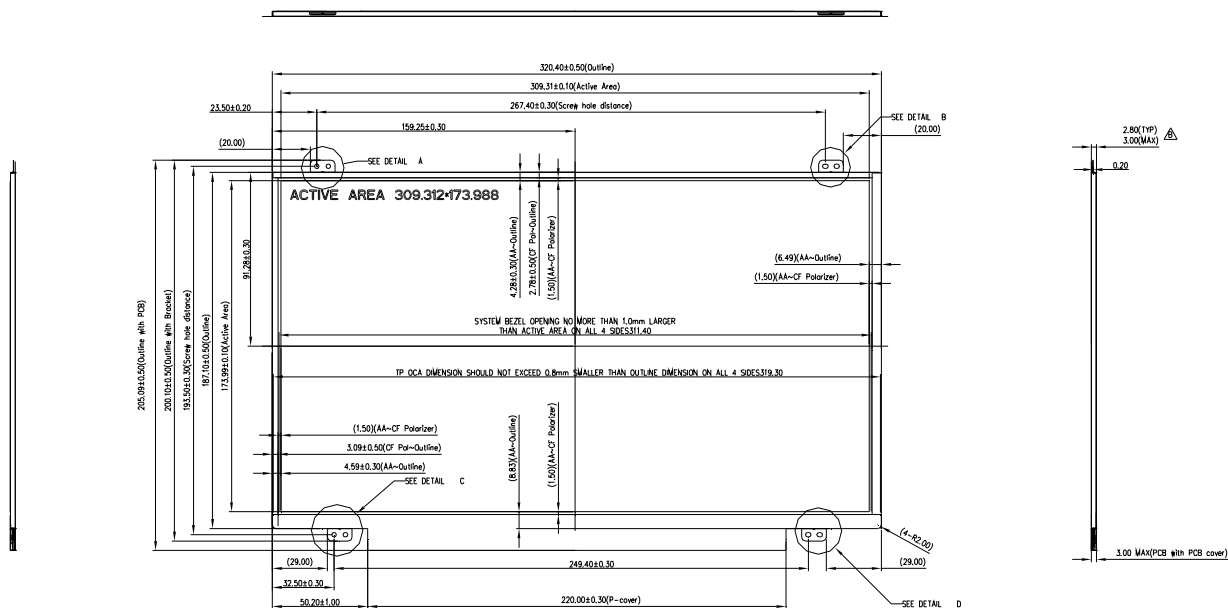 320.40±0.50(Outline)
309.31±0.10(Active Area)
23.50±0.20
267.40±0.30(Screw hole distance)
SEE DETAIL B
159.25±0.30
(20.00)
(20.00)
2.80(TYP)
3.00(MAX)
B
SEE DETAIL A
0.20
ACTIVE AREA 309.312*173.988
4.28±0.30(AA~Outline)
2.78±0.50(CF Pol~Outline)
(1.50)(AA~CF Polarizer)
91.28±0.30
(6.49)(AA~Outline)
(1.50)(AA~CF Polarizer)
205.09±0.50(Outline with PCB)
200.10±0.50(Outline with Bracket)
193.50±0.30(Screw hole distance)
187.10±0.50(Outline)
173.99±0.10(Active Area)
SYSTEM BEZEL OPENING NO MORE THAN 1.0mm LARGER
THAN ACTIVE AREA ON ALL 4 SIDES311.40
TP OCA DIMENSION SHOULD NOT EXCEED 0.8mm SMALLER THAN OUTLINE DIMENSION ON ALL 4 SIDES319.30
(1.50)(AA~CF Polarizer)
3.09±0.50(CF Pol~Outline)
4.59±0.30(AA~Outline)
(8.83)(AA~Outline)
(1.50)(AA~CF Polarizer)
SEE DETAIL C
(4-R2.00)
(29.00)
249.40±0.30
(29.00)
3.00 MAX(PCB with PCB cover)
32.50±0.30
50.20±1.00
220.00±0.30(P-cover)
SEE DETAIL D